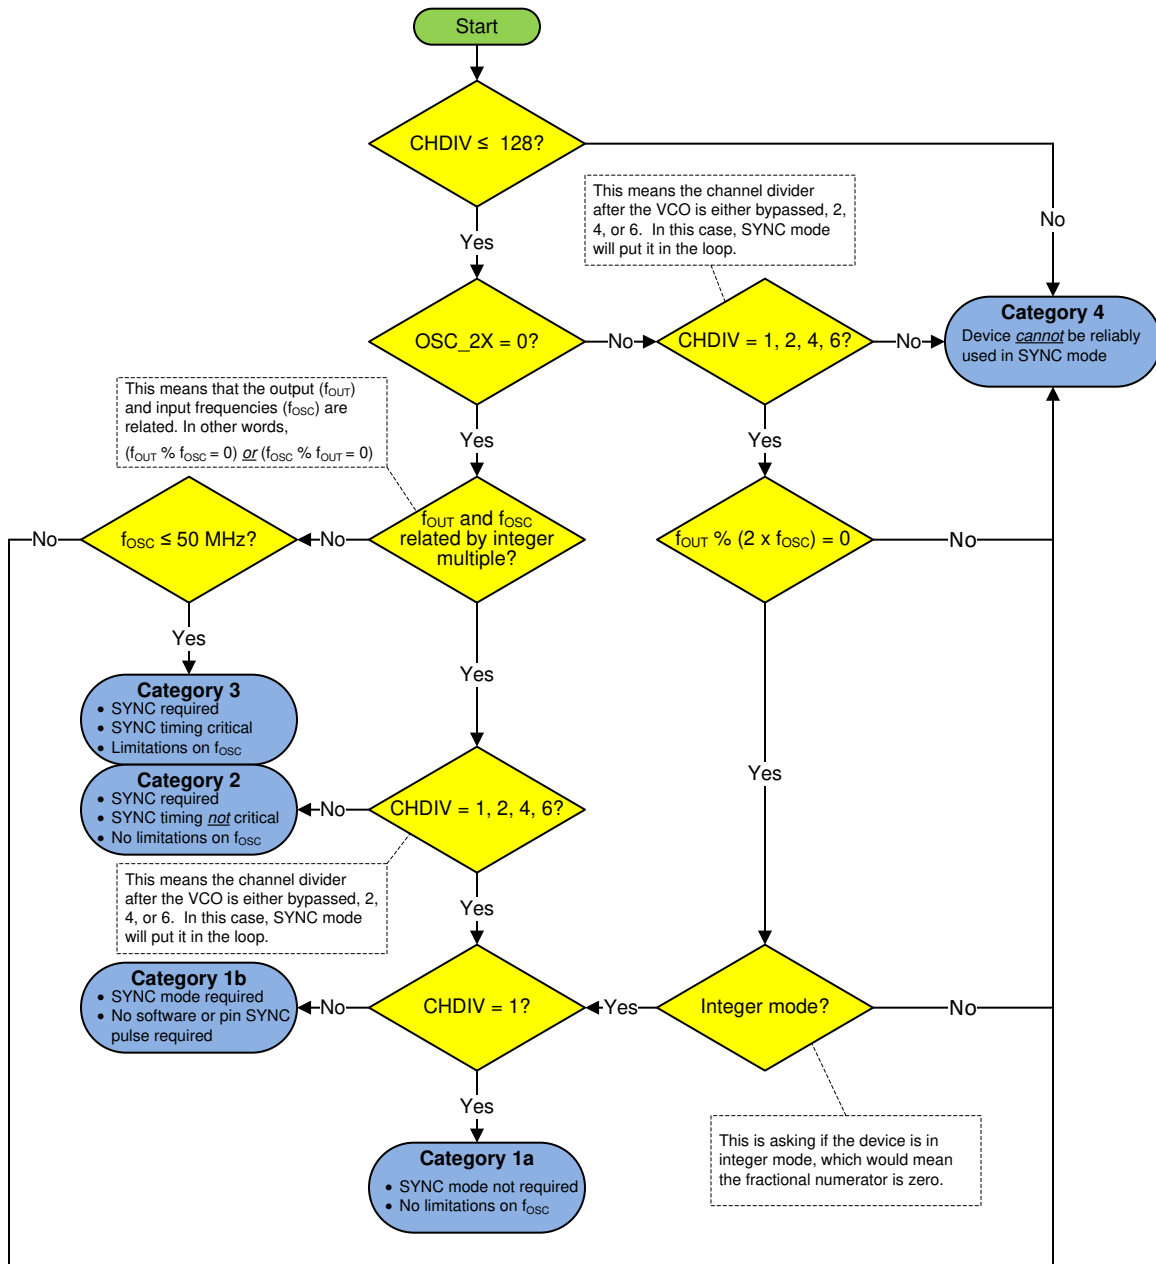 Start
CHDIV ≤ 128?
This means the channel divider
after the VCO is either bypassed, 2,
4, or 6. In this case, SYNC mode
will put it in the loop.
No
Yes
OSC_2X = 0?
No
CHDIV = 1, 2, 4, 6?
No
Category 4
Device cannot be reliably
used in SYNC mode
This means that the output (fOUT)
and input frequencies (fOSC) are
related. In other words,
(fOUT % fOSC = 0) or (fOSC % fOUT = 0)
Yes
Yes
No
fOSC ≤ 50 MHz?
No
fOUT and fOSC
related by integer
multiple?
fOUT % (2 x fOSC) = 0
No
Yes
Yes
Yes
Category 3
• SYNC required
• SYNC timing critical
• Limitations on fOSC
Category 2
• SYNC required
• SYNC timing not critical
• No limitations on fOSC
No
CHDIV = 1, 2, 4, 6?
This means the channel divider
after the VCO is either bypassed, 2,
4, or 6. In this case, SYNC mode
will put it in the loop.
Yes
Category 1b
• SYNC mode required
• No software or pin SYNC
pulse required
No
CHDIV = 1?
Yes
Integer mode?
No
Yes
Category 1a
• SYNC mode not required
• No limitations on fOSC
This is asking if the device is in
integer mode, which would mean
the fractional numerator is zero.